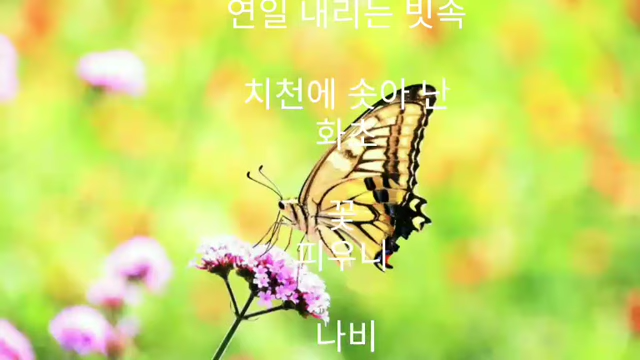 연일 내리는 빗속
치천에 솟아 난
화초
꽃
피우니
나비